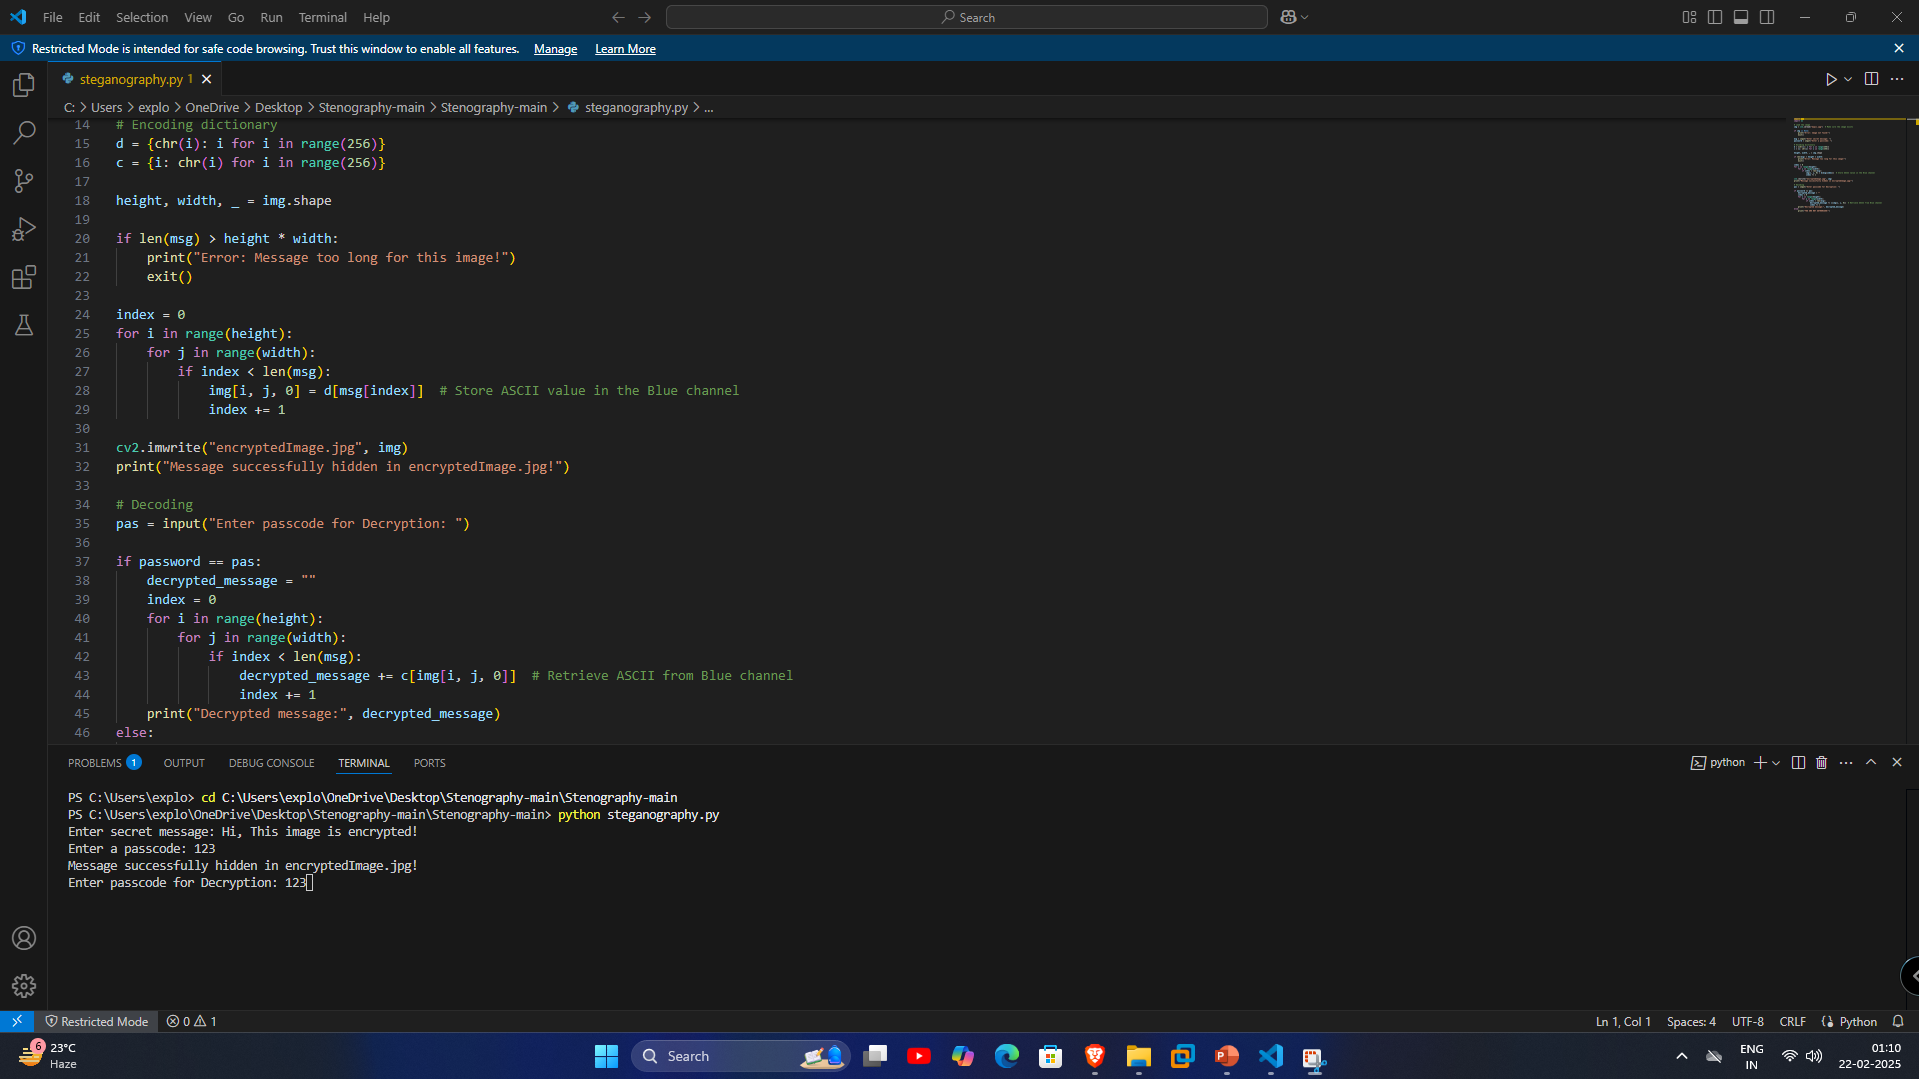 File Edit Selection View Go Run Terminal Help
Search
Restricted Mode is intended for safe code browsing. Trust this window to enable all features. Manage Learn More
steganography.py 1
C: > Users > explo > OneDrive > Desktop > Stenography-main > Stenography-main > steganography.py > ...
14 # Encoding dictionary
15 d = {chr(i): i for i in range(256)}
16 c = {i: chr(i) for i in range(256)}
17
18 height, width, _ = img.shape
19
20 if len(msg) > height * width:
21     print("Error: Message too long for this image!")
22     exit()
23
24 index = 0
25 for i in range(height):
26     for j in range(width):
27         if index < len(msg):
28             img[i, j, 0] = d[msg[index]]  # Store ASCII value in the Blue channel
29             index += 1
30
31 cv2.imwrite("encryptedImage.jpg", img)
32 print("Message successfully hidden in encryptedImage.jpg!")
33
34 # Decoding
35 pas = input("Enter passcode for Decryption: ")
36
37 if password == pas:
38     decrypted_message = ""
39     index = 0
40     for i in range(height):
41         for j in range(width):
42             if index < len(msg):
43                 decrypted_message += c[img[i, j, 0]]  # Retrieve ASCII from Blue channel
44                 index += 1
45     print("Decrypted message:", decrypted_message)
46 else:
PROBLEMS 1 OUTPUT DEBUG CONSOLE TERMINAL PORTS
python
PS C:\Users\explo> cd C:\Users\explo\OneDrive\Desktop\Stenography-main\Stenography-main
PS C:\Users\explo\OneDrive\Desktop\Stenography-main\Stenography-main> python steganography.py
Enter secret message: Hi, This image is encrypted!
Enter a passcode: 123
Message successfully hidden in encryptedImage.jpg!
Enter passcode for Decryption: 123
Restricted Mode 0 1
Ln 1, Col 1 Spaces: 4 UTF-8 CRLF Python
6
23°C
Haze
Search
ENG
IN
01:10
22-02-2025